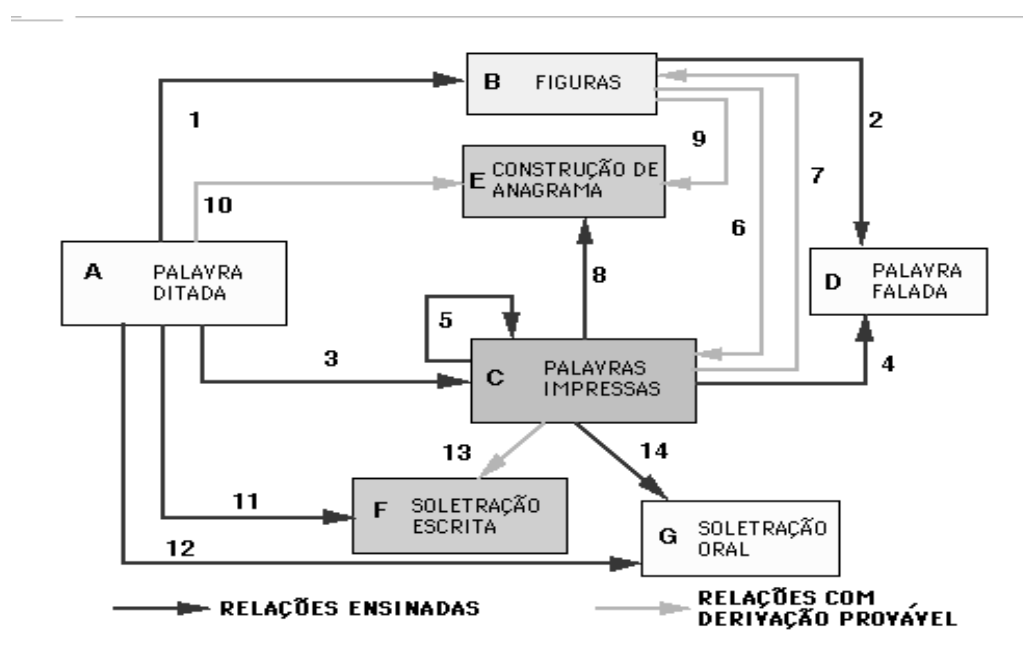 B FIGURAS
1
2
9
7
E CONSTRUÇÃO DE
ANAGRAMA
10
6
A PALAVRA
DITADA
D PALAVRA
FALADA
8
5
3
C PALAVRAS
IMPRESSAS
4
13
14
11
F SOLETRAÇÃO
ESCRITA
G SOLETRAÇÃO
ORAL
12
RELAÇÕES ENSINADAS
RELAÇÕES COM
DERIVAÇÃO PROVÁVEL